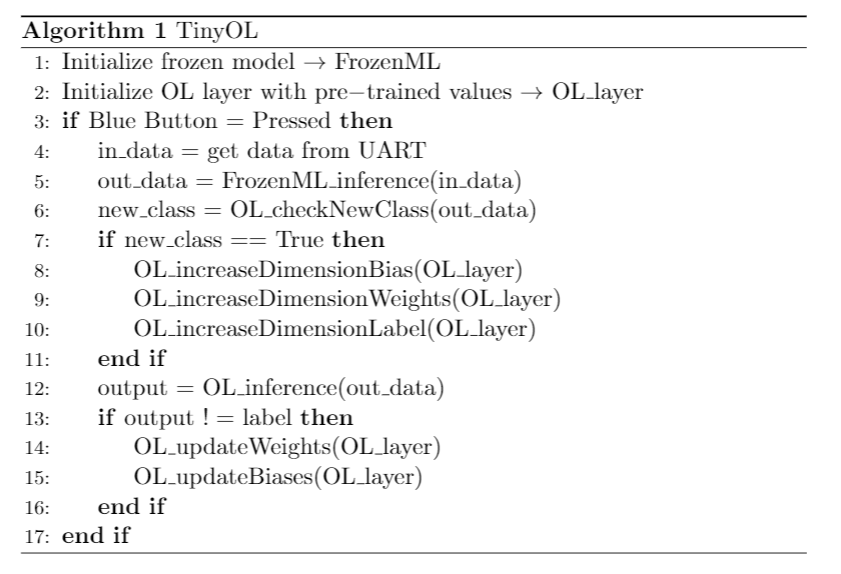 Algorithm 1 TinyOL
1: Initialize frozen model → FrozenML
2: Initialize OL layer with pre−trained values → OL_layer
3: if Blue Button = Pressed then
4: in_data = get data from UART
5: out_data = FrozenML_inference(in_data)
6: new_class = OL_checkNewClass(out_data)
7: if new_class == True then
8: OL_increaseDimensionBias(OL_layer)
9: OL_increaseDimensionWeights(OL_layer)
10: OL_increaseDimensionLabel(OL_layer)
11: end if
12: output = OL_inference(out_data)
13: if output ! = label then
14: OL_updateWeights(OL_layer)
15: OL_updateBiases(OL_layer)
16: end if
17: end if